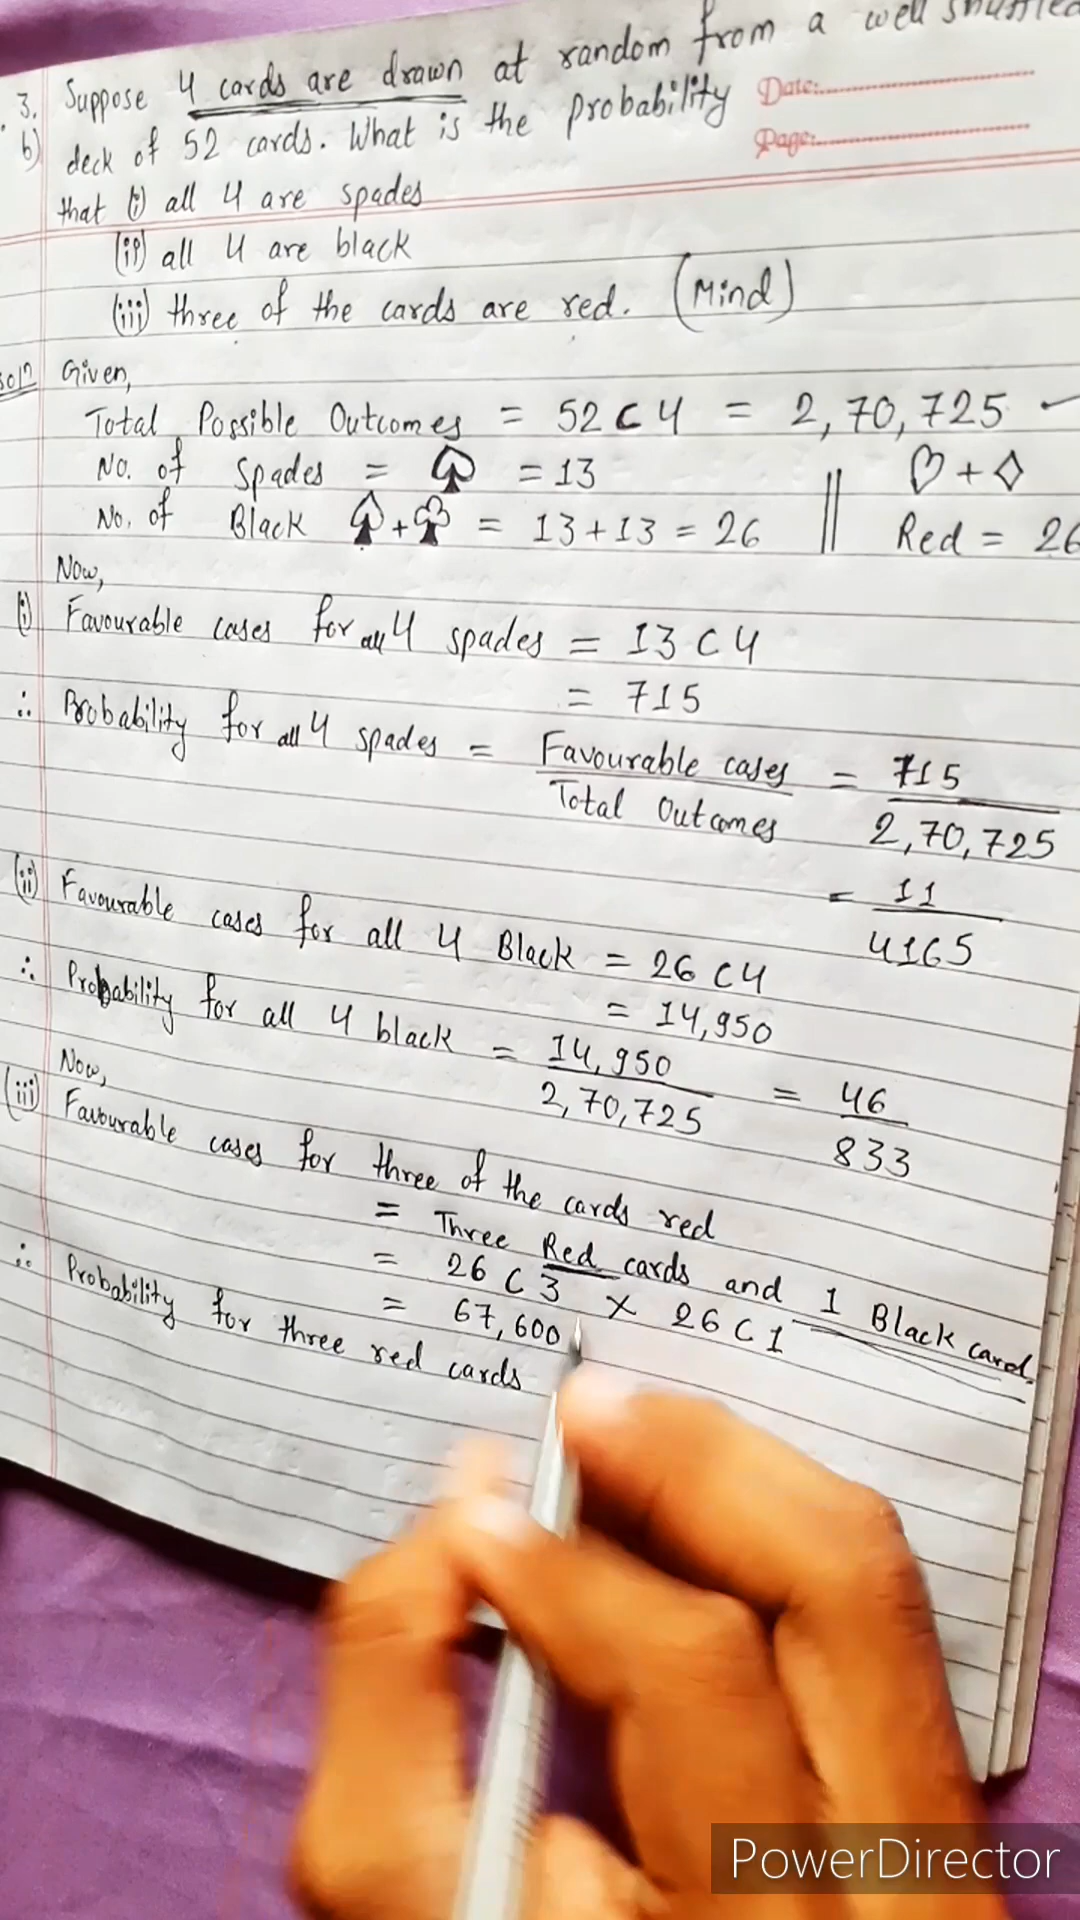 3. Suppose 4 cards are drawn at random from a well shuffled
b) deck of 52 cards. What is the probability
Date:
Page:
that (i) all 4 are spades
(ii) all 4 are black
(iii) three of the cards are red. (Mind)
soln Given,
Total Possible Outcomes = 52C4 = 2,70,725
No. of Spades = ♤ = 13
♡ + ◇
No. of Black ♤+♧ = 13+13 = 26 || Red = 26
Now,
(i) Favourable cases for all 4 spades = 13C4
= 715
∴ Probability for all 4 spades = Favourable cases / Total Outcomes = 715 / 2,70,725
= 11 / 4165
(ii) Favourable cases for all 4 Black = 26C4
= 14,950
∴ Probability for all 4 black = 14,950 / 2,70,725 = 46 / 833
Now,
(iii) Favourable cases for three of the cards red
= Three Red cards and 1 Black card.
= 26C3 × 26C1
= 67,600
∴ Probability for three red cards
PowerDirector